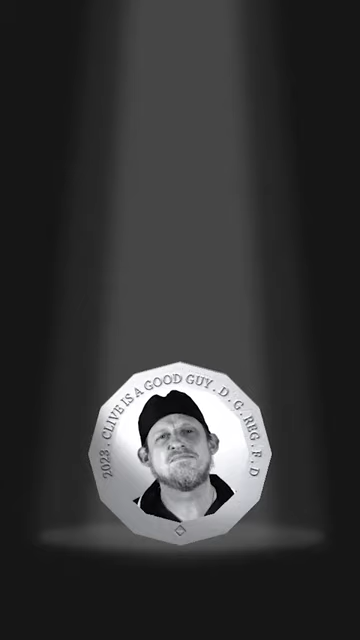 2023 . CLIVE IS A GOOD GUY . D . G . REG . F . D